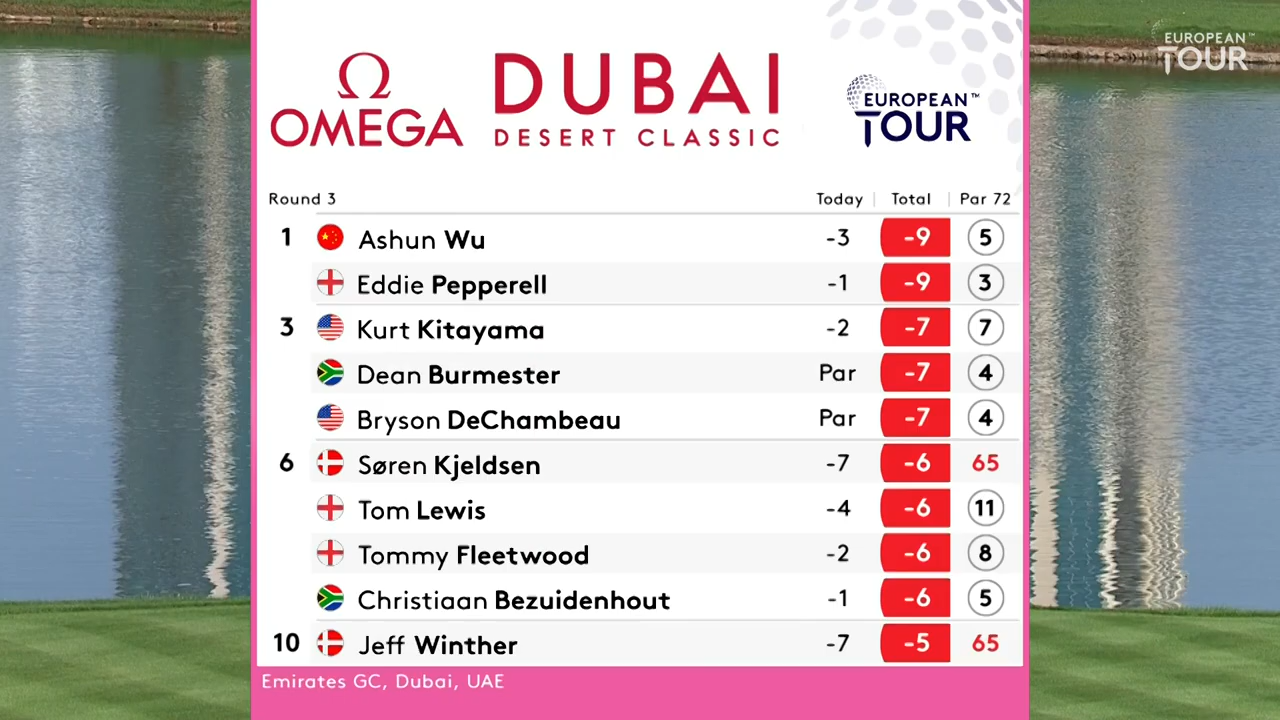 EUROPEAN™
TOUR
Ω
OMEGA
DUBAI
DESERT CLASSIC
EUROPEAN™
TOUR
Round 3 Today Total Par 72
1 Ashun Wu -3 -9 5
Eddie Pepperell -1 -9 3
3 Kurt Kitayama -2 -7 7
Dean Burmester Par -7 4
Bryson DeChambeau Par -7 4
6 Søren Kjeldsen -7 -6 65
Tom Lewis -4 -6 11
Tommy Fleetwood -2 -6 8
Christiaan Bezuidenhout -1 -6 5
10 Jeff Winther -7 -5 65
Emirates GC, Dubai, UAE